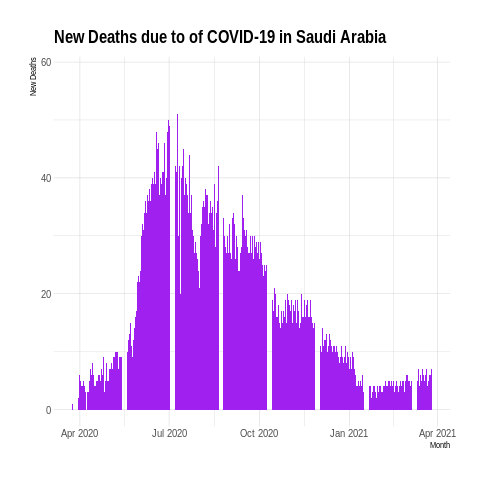 New Deaths due to of COVID-19 in Saudi Arabia
New Deaths
60
40
20
0
Apr 2020
Jul 2020
Oct 2020
Jan 2021
Apr 2021
Month